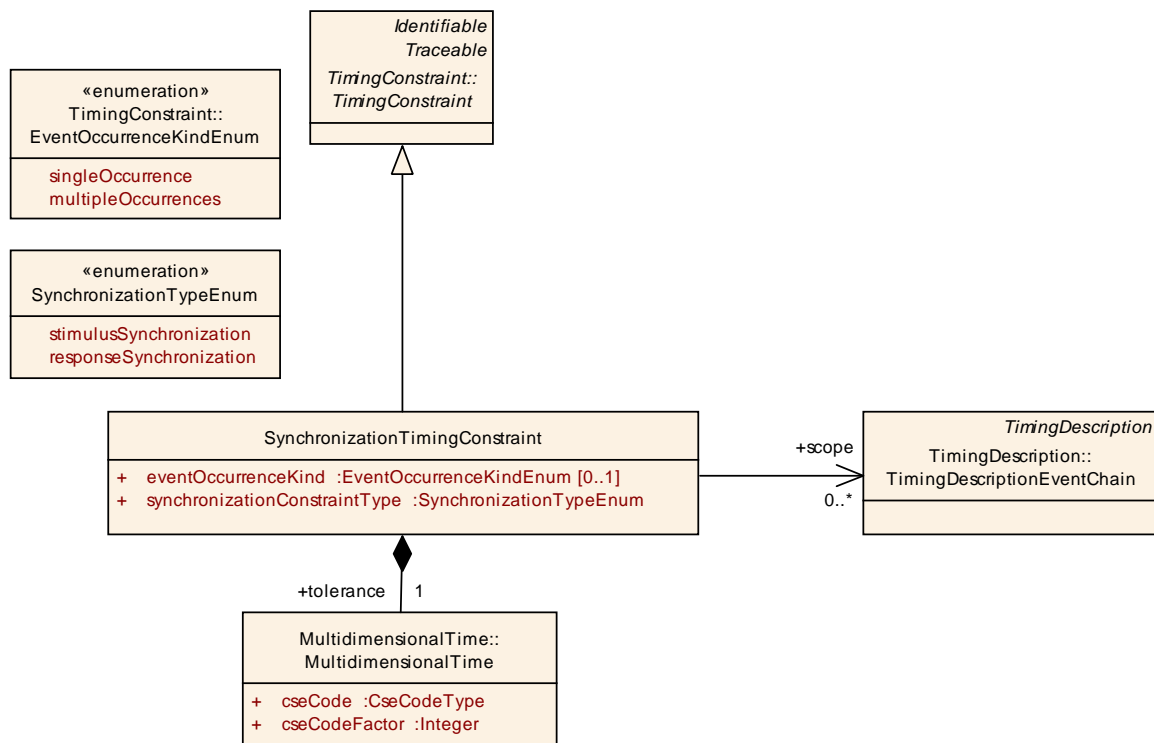 Identifiable
Traceable
TimingConstraint::
TimingConstraint
«enumeration»
TimingConstraint::
EventOccurrenceKindEnum
singleOccurrence
multipleOccurrences
«enumeration»
SynchronizationTypeEnum
stimulusSynchronization
responseSynchronization
SynchronizationTimingConstraint
+ eventOccurrenceKind :EventOccurrenceKindEnum [0..1]
+ synchronizationConstraintType :SynchronizationTypeEnum
+scope
0..*
TimingDescription
TimingDescription::
TimingDescriptionEventChain
+tolerance 1
MultidimensionalTime::
MultidimensionalTime
+ cseCode :CseCodeType
+ cseCodeFactor :Integer